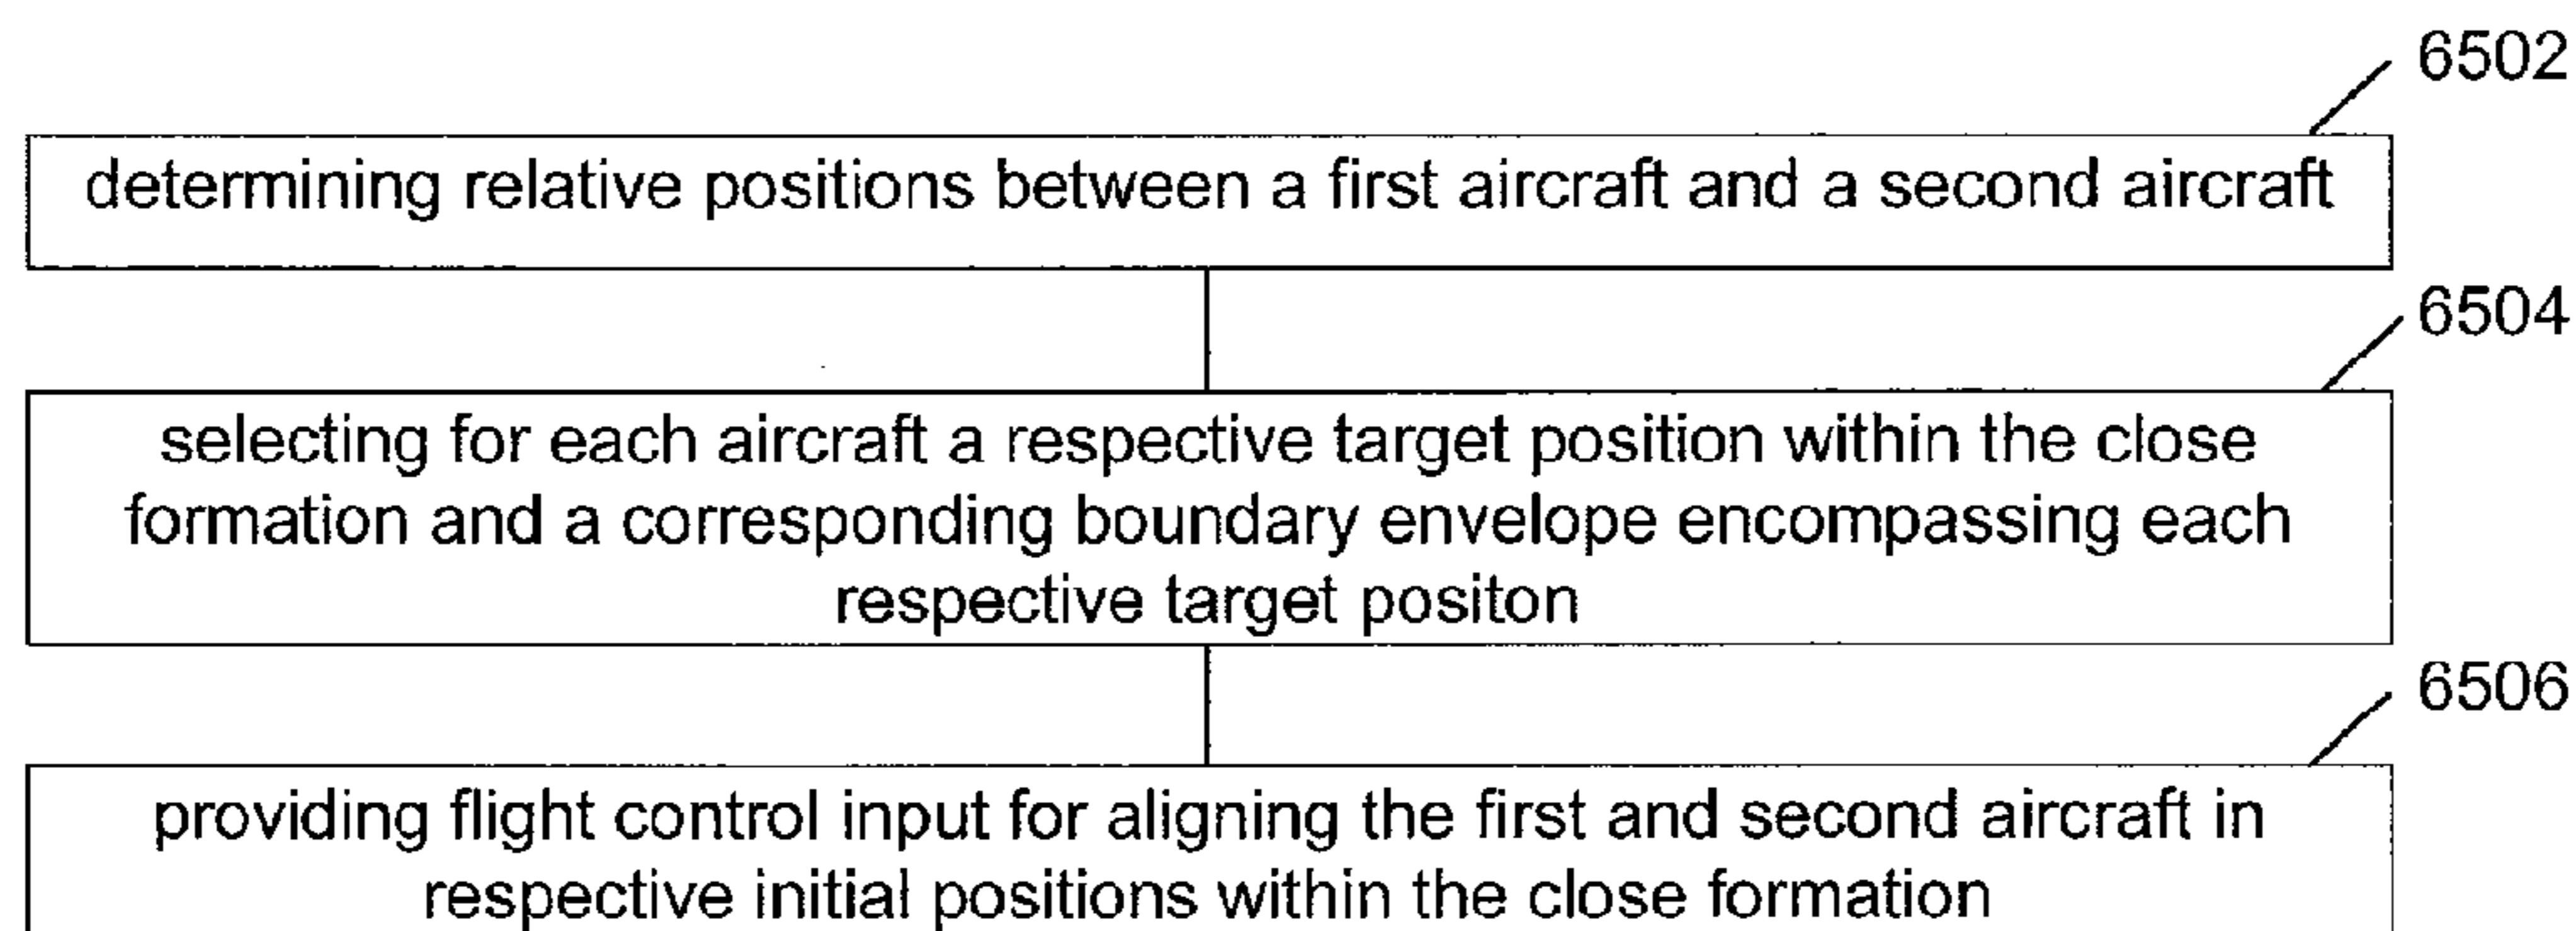 6502
determining relative positions between a first aircraft and a second aircraft
6504
selecting for each aircraft a respective target position within the close
formation and a corresponding boundary envelope encompassing each
respective target positon
6506
providing flight control input for aligning the first and second aircraft in
respective initial positions within the close formation